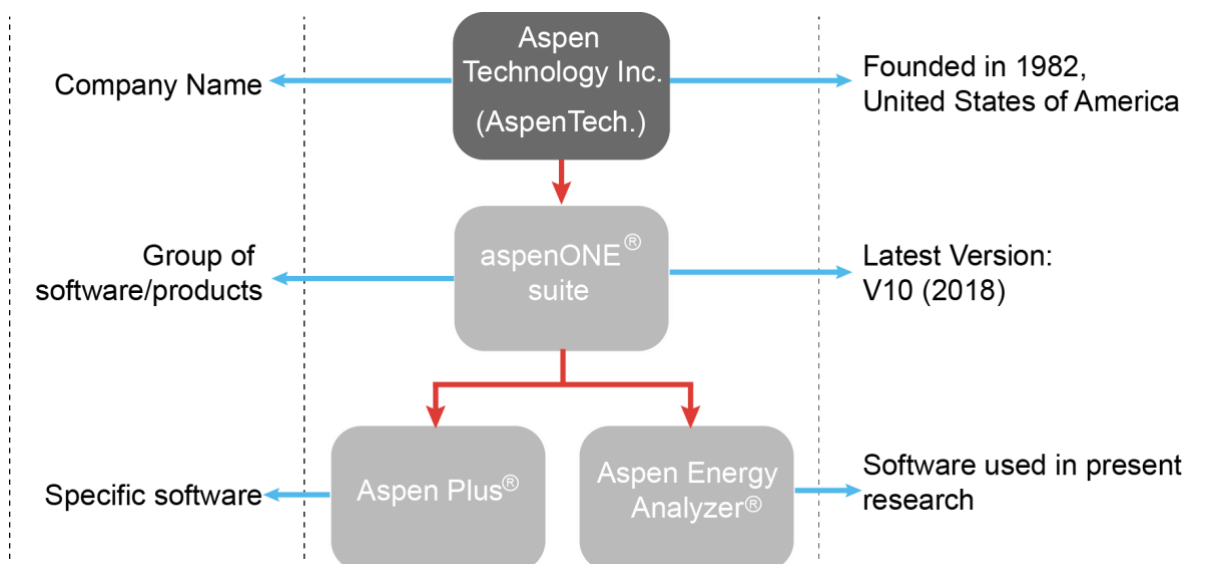 Company Name
Aspen
Technology Inc.
(AspenTech.)
Founded in 1982,
United States of America
Group of
software/products
aspenONE®
suite
Latest Version:
V10 (2018)
Specific software
Aspen Plus®
Aspen Energy
Analyzer®
Software used in present
research